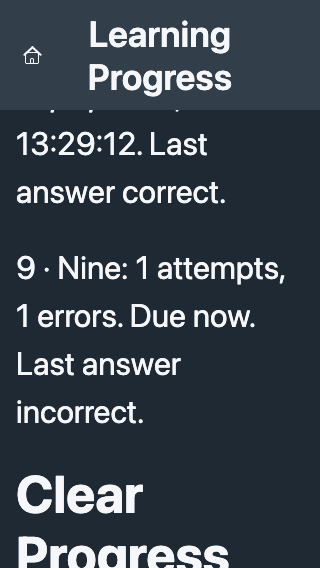 Learning
Progress
13:29:12. Last
answer correct.
9 · Nine: 1 attempts,
1 errors. Due now.
Last answer
incorrect.
Clear
Progress